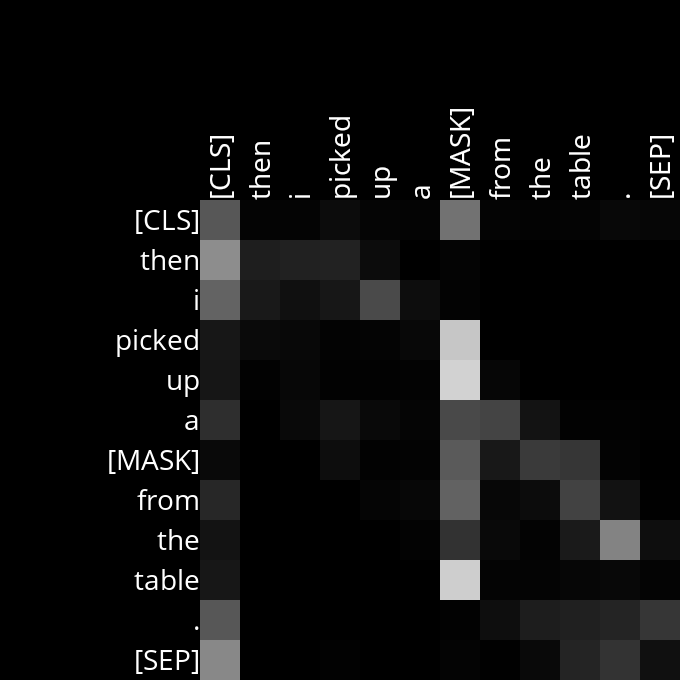 [CLS] then i picked up a [MASK] from the table . [SEP]
[CLS]
then
i
picked
up
a
[MASK]
from
the
table
.
[SEP]